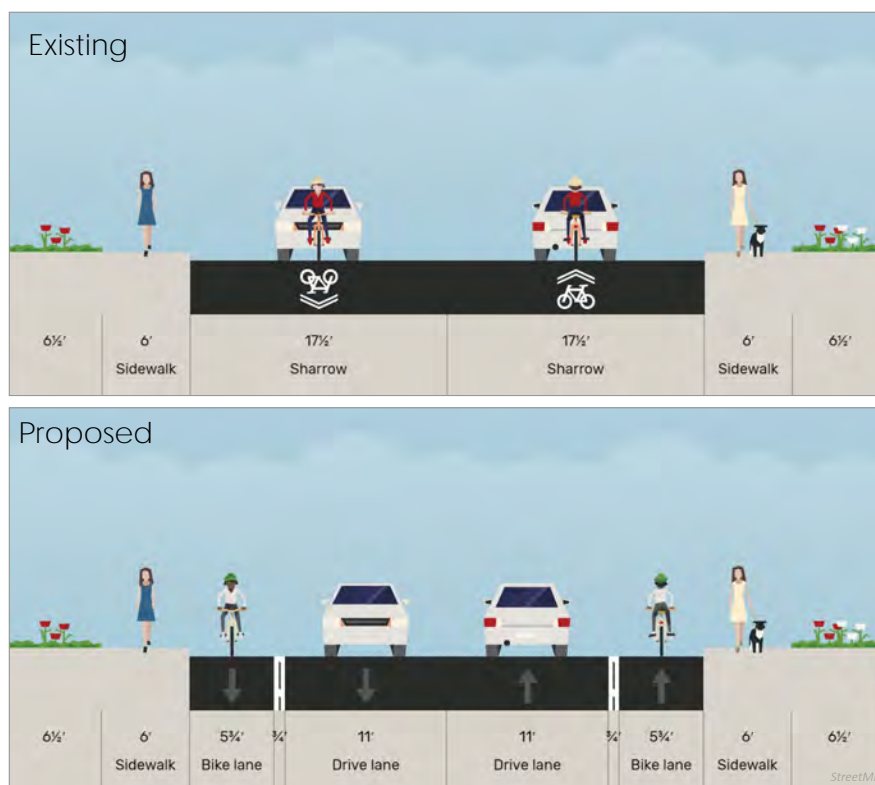 Existing
6½' 6' 17½' 17½' 6' 6½'
Sidewalk Sharrow Sharrow Sidewalk
Proposed
6½' 6' 5¾' ¾' 11' 11' ¾' 5¾' 6' 6½'
Sidewalk Bike lane Drive lane Drive lane Bike lane Sidewalk